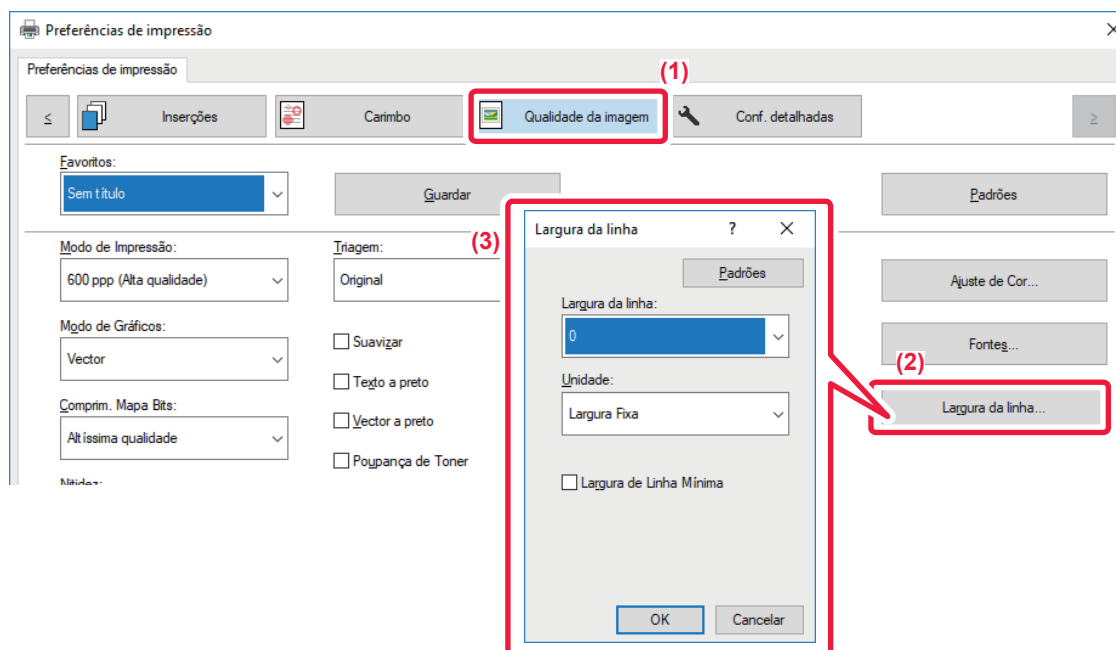 Preferências de impressão
Preferências de impressão
(1)
<
Inserções
Carimbo
Qualidade da imagem
Conf. detalhadas
>
Favoritos:
Sem título
Guardar
Padrões
Modo de Impressão:
600 ppp (Alta qualidade)
Modo de Gráficos:
Vector
Comprim. Mapa Bits:
Altíssima qualidade
Nitidez:
Triagem:
Original
Suavizar
Texto a preto
Vector a preto
Poupança de Toner
(3)
Largura da linha
?
Padrões
Largura da linha:
0
Unidade:
Largura Fixa
Largura de Linha Mínima
OK
Cancelar
Ajuste de Cor...
Fontes...
(2)
Largura da linha...